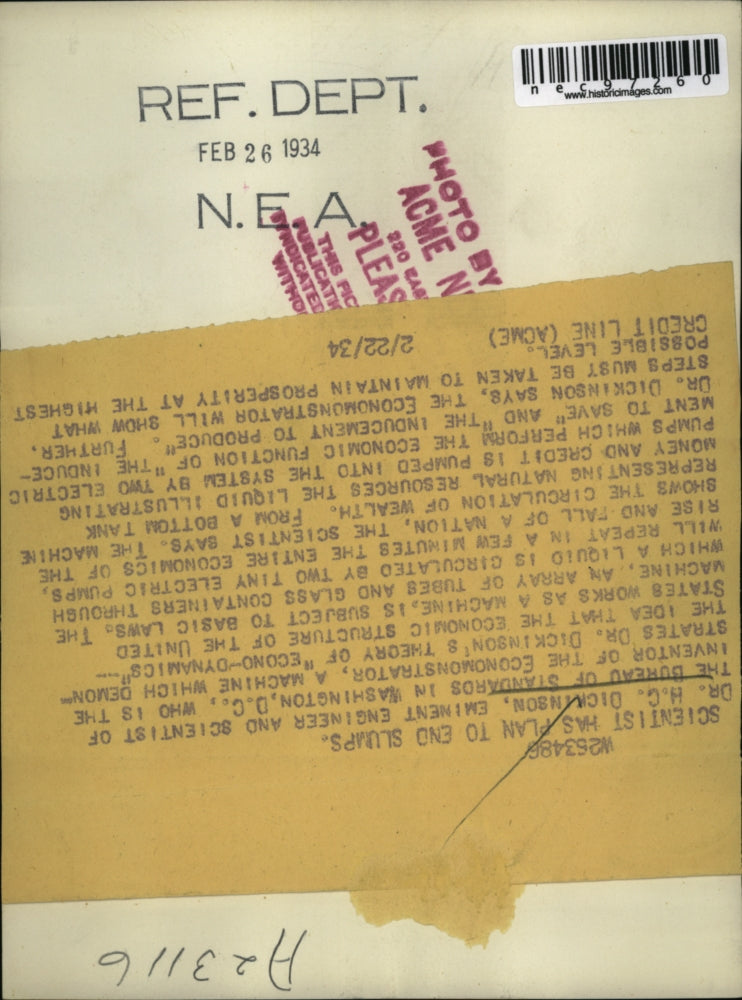 nec97260
www.historicimages.com
REF. DEPT.
FEB 26 1934
N.E.A.
PHOTO BY
ACME N
220 EAS
PLEAS
THIS PIC
PUBLICATI
SYNDICATED
WITHO
W253486
SCIENTIST HAS PLAN TO END SLUMPS.
DR. H.C. DICKINSON, EMINENT ENGINEER AND SCIENTIST OF
THE BUREAU OF STANDARDS IN WASHINGTON,D.C., WHO IS THE
INVENTOR OF THE ECONOMONSTRATOR, A MACHINE WHICH DEMON-
STRATES DR. DICKINSON'S THEORY OF "ECONO-DYNAMICS"--
THE IDEA THAT THE ECONOMIC STRUCTURE OF THE UNITED
STATES WORKS AS A MACHINE, IS SUBJECT TO BASIC LAWS. THE
MACHINE, AN ARRAY OF TUBES AND GLASS CONTAINERS THROUGH
WHICH A LIQUID IS CIRCULATED BY TWO TINY ELECTRIC PUMPS,
WILL REPEAT IN A FEW MINUTES THE ENTIRE ECONOMICS OF THE
RISE AND FALL OF A NATION, THE SCIENTIST SAYS. THE MACHINE
SHOWS THE CIRCULATION OF WEALTH. FROM A BOTTOM TANK
REPRESENTING NATURAL RESOURCES THE LIQUID ILLUSTRATING
MONEY AND CREDIT IS PUMPED INTO THE SYSTEM BY TWO ELECTRIC
PUMPS WHICH PERFORM THE ECONOMIC FUNCTION OF "THE INDUCE-
MENT TO SAVE" AND "THE INDUCEMENT TO PRODUCE". FURTHER,
DR. DICKINSON SAYS, THE ECONOMONSTRATOR WILL SHOW WHAT
STEPS MUST BE TAKEN TO MAINTAIN PROSPERITY AT THE HIGHEST
POSSIBLE LEVEL.
CREDIT LINE (ACME) 2/22/34
A23116